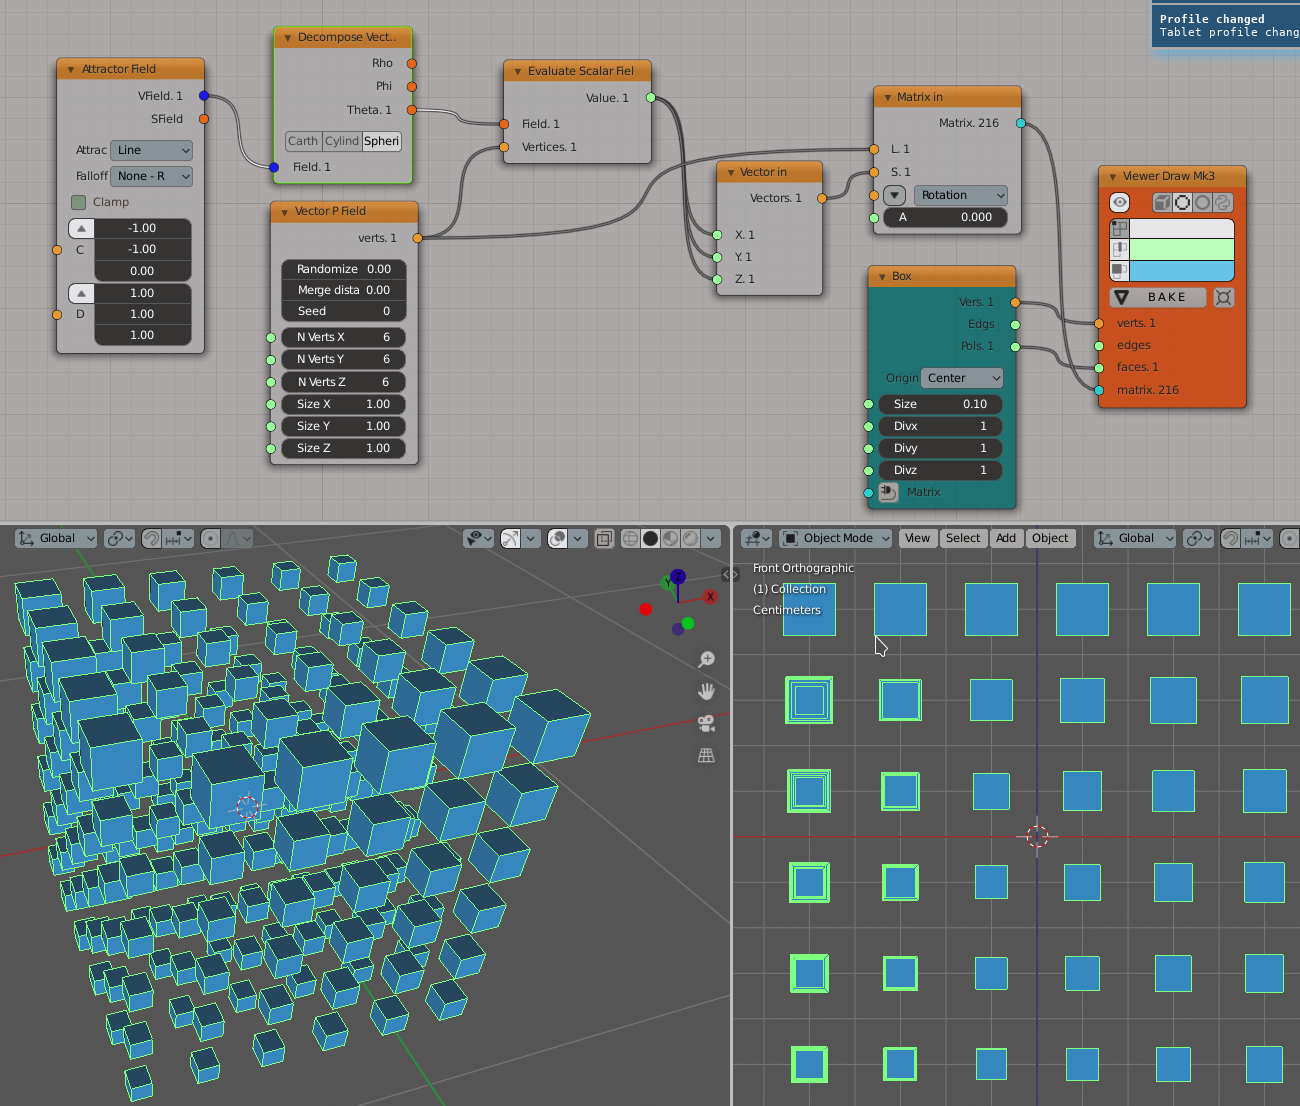 Profile changed
Tablet profile chang
Attractor Field
VField. 1
SField
Attrac Line
Falloff None - R
Clamp
-1.00
C -1.00
0.00
1.00
D 1.00
1.00
Decompose Vect..
Rho
Phi
Theta. 1
Carth Cylind Spheri
Field. 1
Vector P Field
verts. 1
Randomize 0.00
Merge dista 0.00
Seed 0
N Verts X 6
N Verts Y 6
N Verts Z 6
Size X 1.00
Size Y 1.00
Size Z 1.00
Evaluate Scalar Fiel
Value. 1
Field. 1
Vertices. 1
Vector in
Vectors. 1
X. 1
Y. 1
Z. 1
Matrix in
Matrix. 216
L. 1
S. 1
Rotation
A 0.000
Box
Vers. 1
Edgs
Pols. 1
Origin Center
Size 0.10
Divx 1
Divy 1
Divz 1
Matrix
Viewer Draw Mk3
BAKE
verts. 1
edges
faces. 1
matrix. 216
Global
Z
Y
X
Object Mode View Select Add Object Global
Front Orthographic
(1) Collection
Centimeters